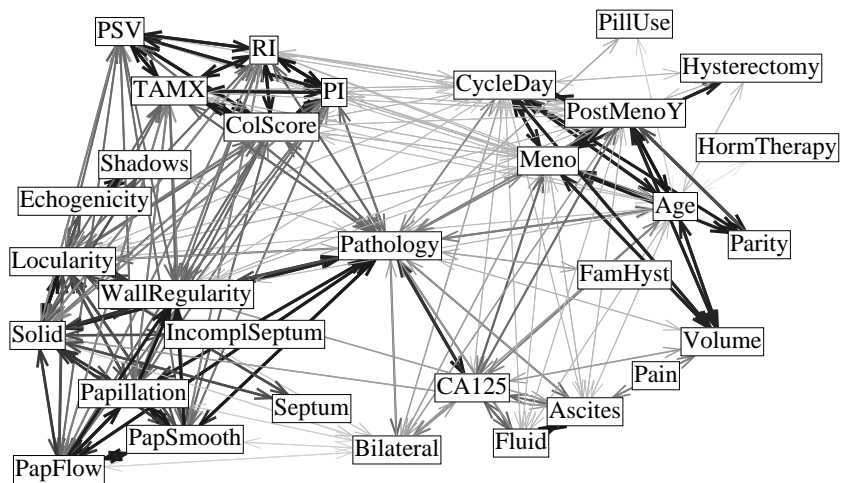 PSV
PillUse
RI
Hysterectomy
TAMX
PI
CycleDay
PostMenoY
ColScore
HormTherapy
Shadows
Meno
Echogenicity
Age
Pathology
Parity
Locularity
FamHyst
WallRegularity
Solid
IncomplSeptum
Volume
Pain
Papillation
CA125
Septum
Ascites
PapSmooth
Bilateral
Fluid
PapFlow